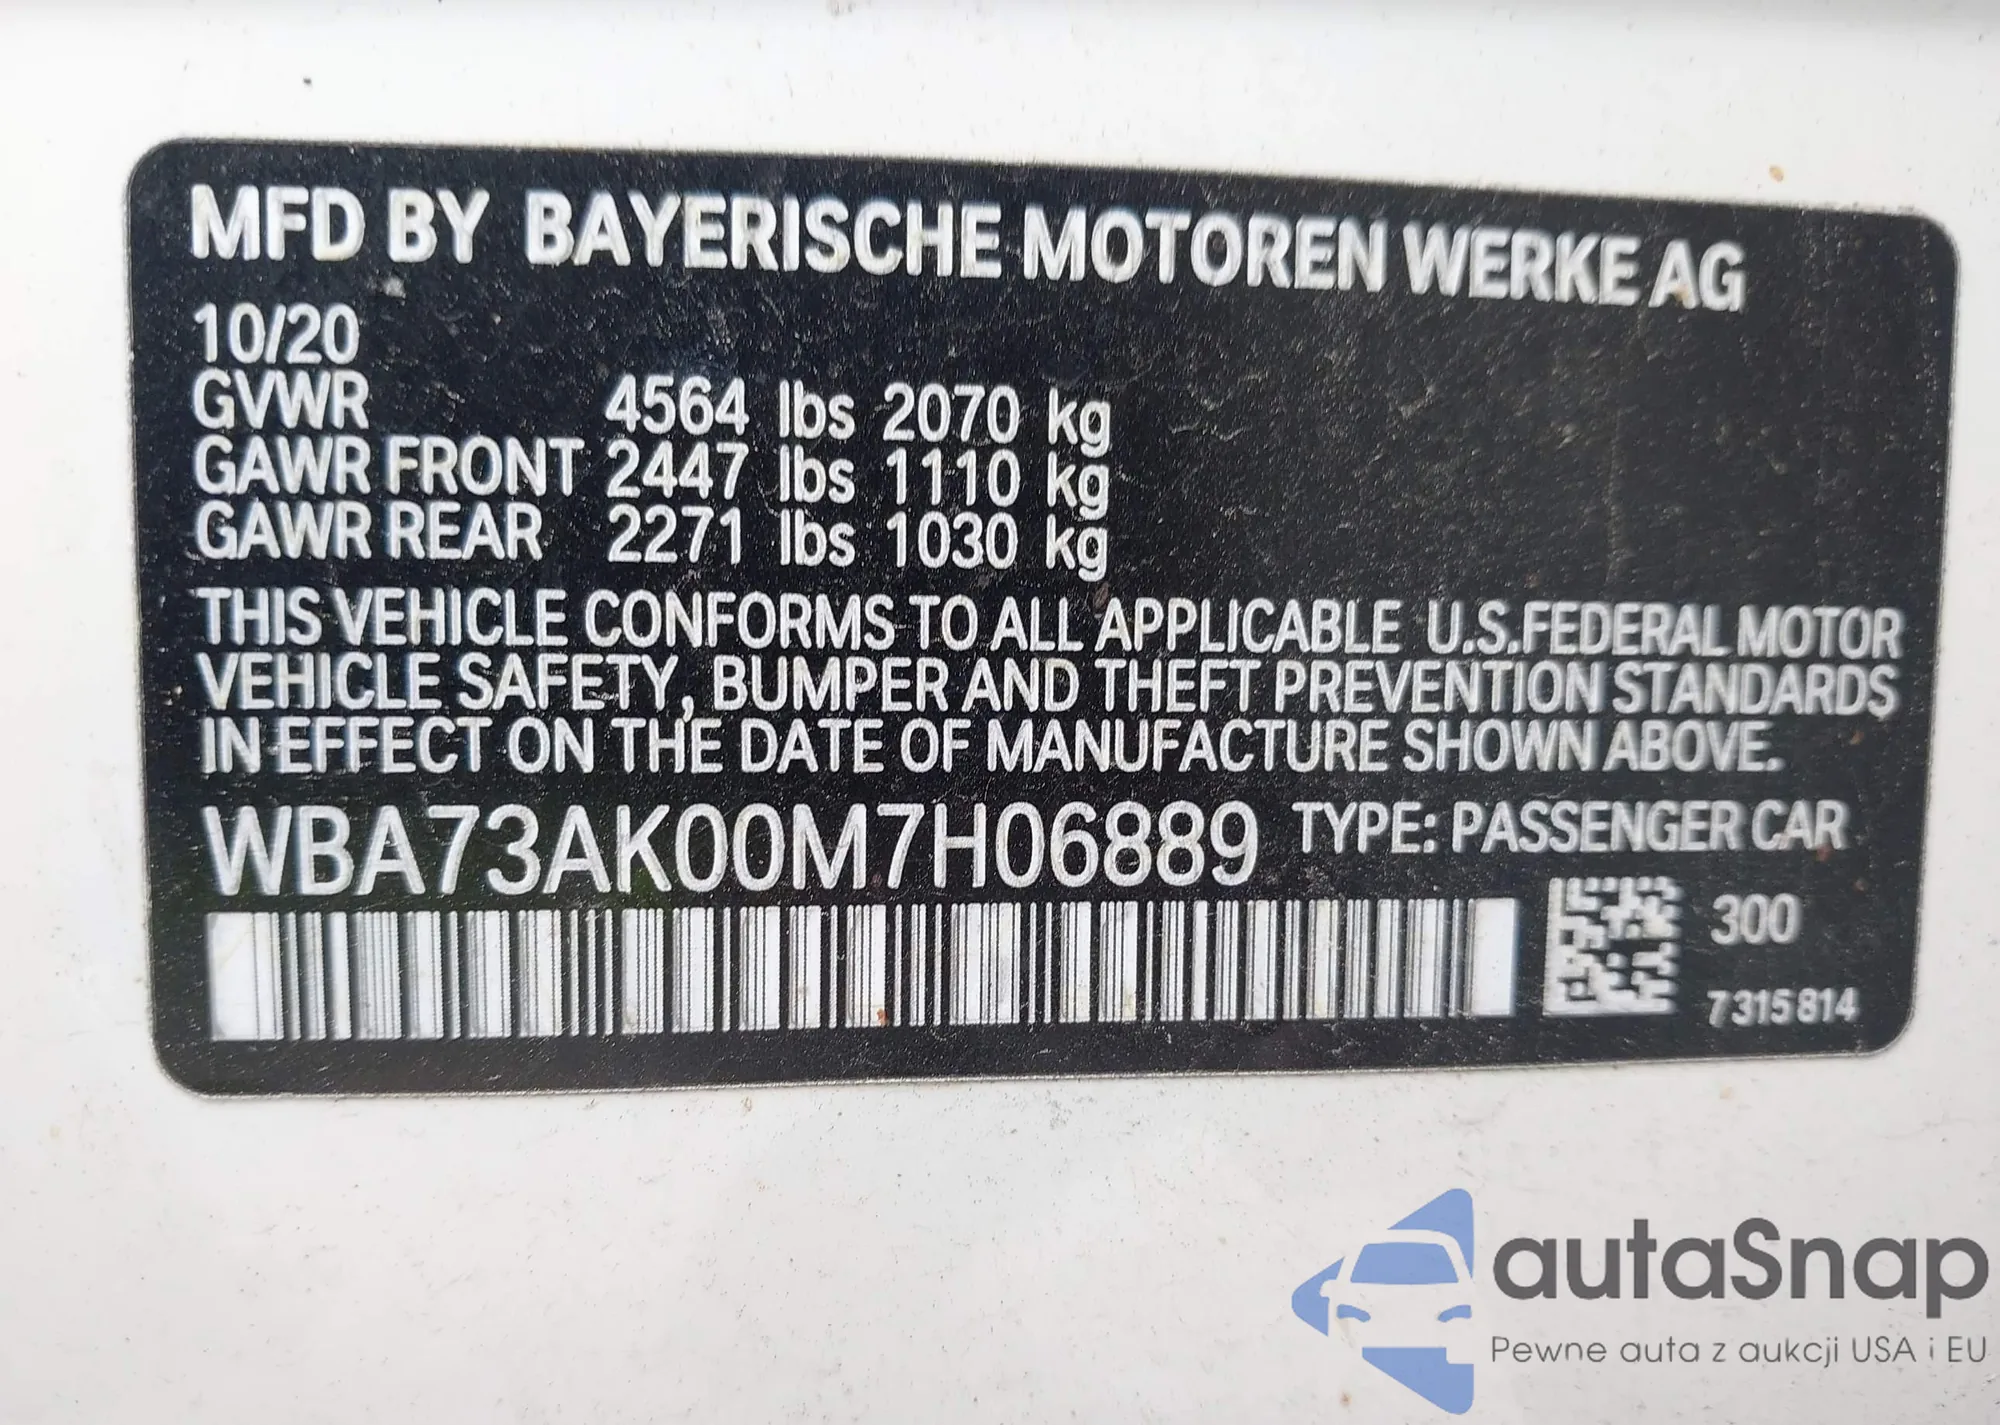 MFD BY BAYERISCHE MOTOREN WERKE AG
10/20
GVWR 4564 lbs 2070 kg
GAWR FRONT 2447 lbs 1110 kg
GAWR REAR 2271 lbs 1030 kg
THIS VEHICLE CONFORMS TO ALL APPLICABLE U.S.FEDERAL MOTOR
VEHICLE SAFETY, BUMPER AND THEFT PREVENTION STANDARDS
IN EFFECT ON THE DATE OF MANUFACTURE SHOWN ABOVE.
WBA73AK00M7H06889 TYPE: PASSENGER CAR
300
7315814
autaSnap
Pewne auta z aukcji USA i EU